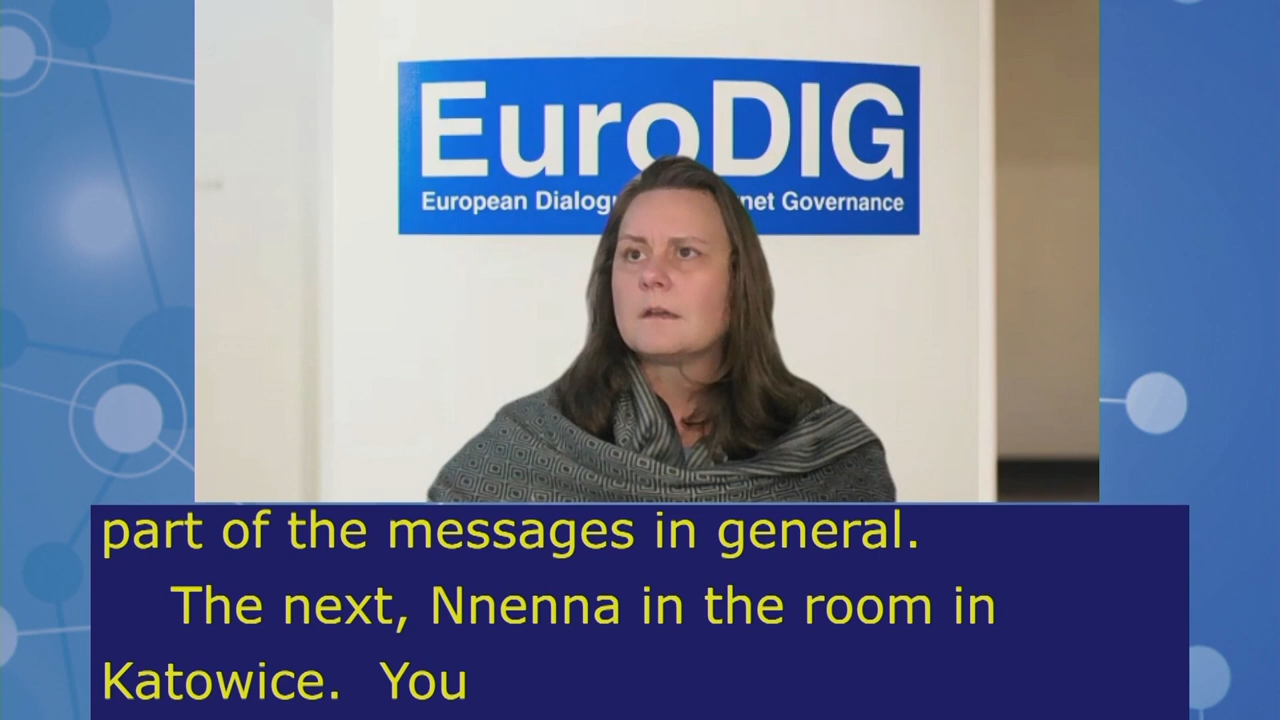 EuroDIG
European Dialog net Governance
part of the messages in general.
The next, Nnenna in the room in
Katowice. You